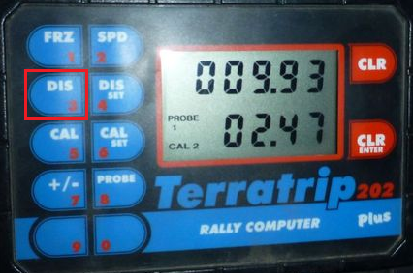 FRZ 1 SPD 2
009.93
CLR
DIS 3 DIS SET 4
PROBE 1
CAL 2
02.47
CAL 5 CAL SET 6
CLR ENTER
+/- 7 PROBE 8
Terratrip 202
9 0
RALLY COMPUTER plus